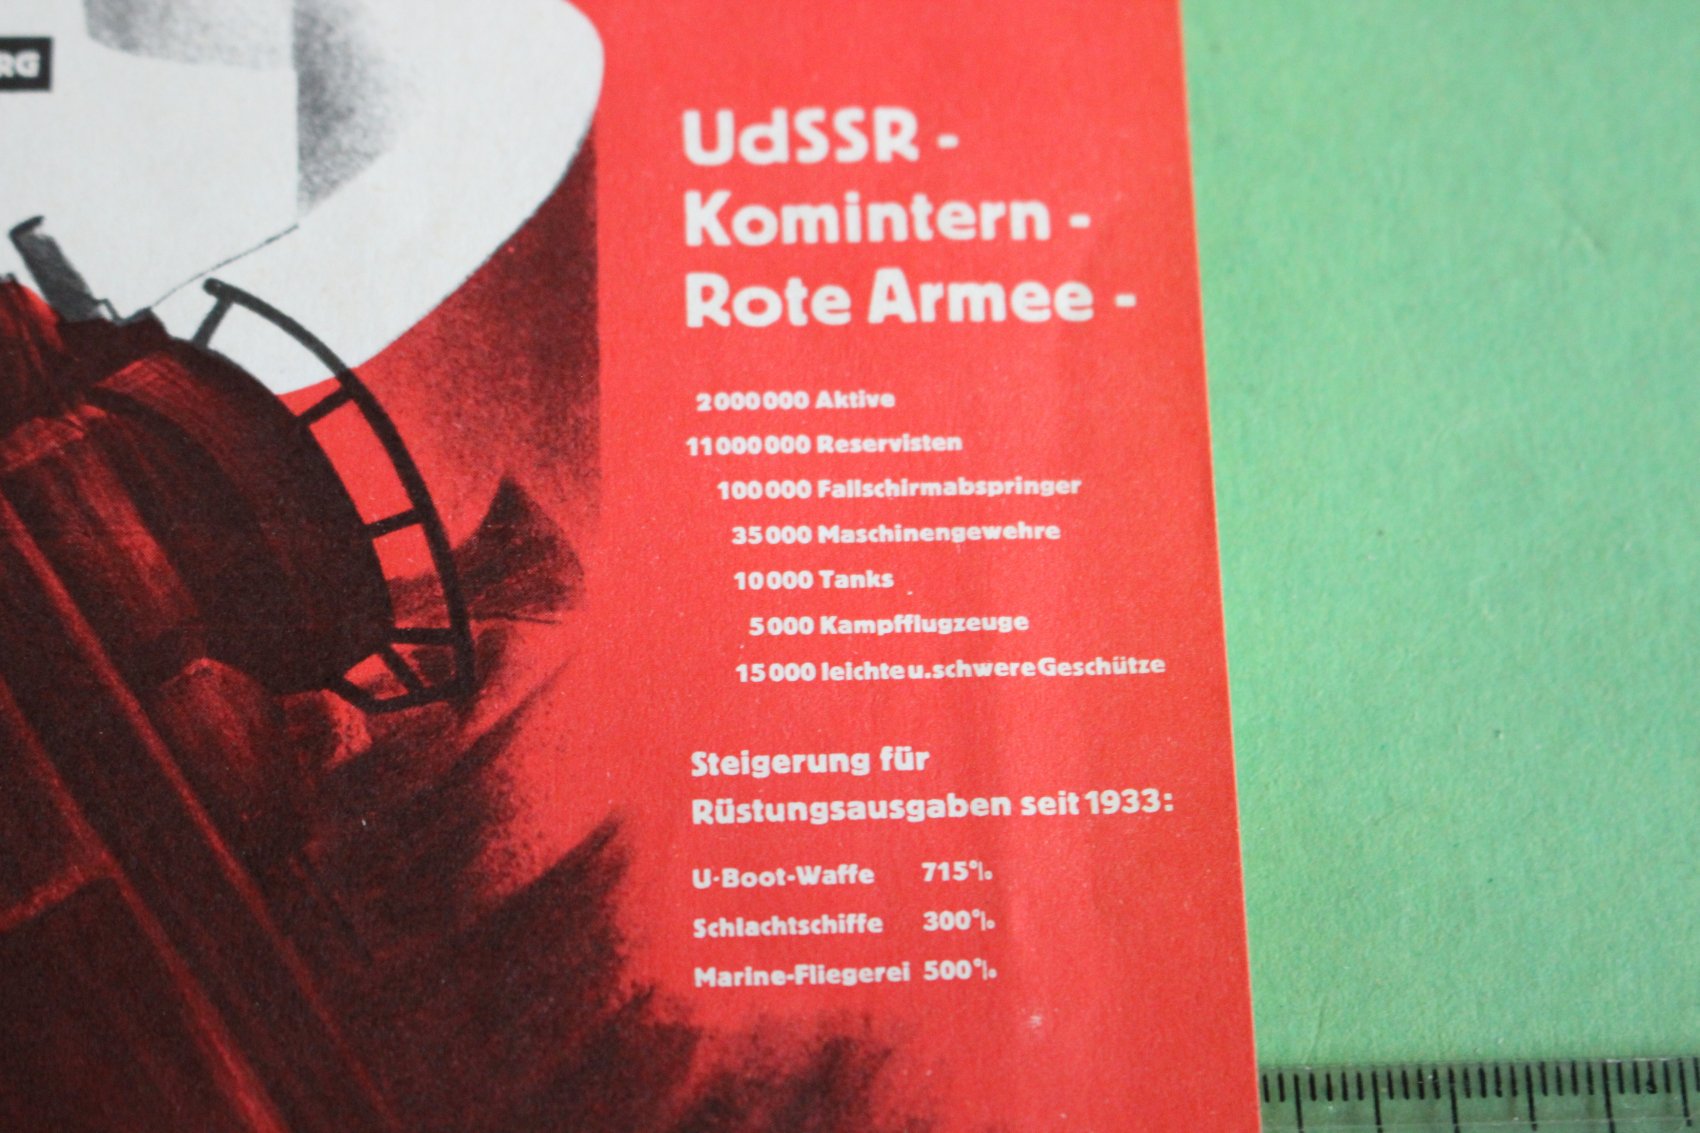 UdSSR -
Komintern -
Rote Armee -
2000000 Aktive
11000000 Reservisten
100000 Fallschirmabspringer
35000 Maschinengewehre
10000 Tanks
5000 Kampfflugzeuge
15000 leichte u. schwere Geschütze
Steigerung für
Rüstungsausgaben seit 1933:
U-Boot-Waffe 715%
Schlachtschiffe 300%
Marine-Fliegerei 500%